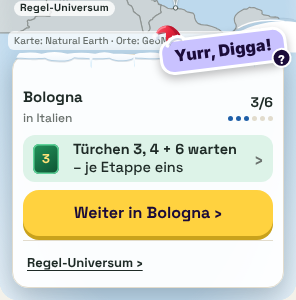 Regel-Universum
Karte: Natural Earth · Orte: Geo
Yurr, Digga!
?
Bologna
3/6
in Italien
3
Türchen 3, 4 + 6 warten
– je Etappe eins
>
Weiter in Bologna >
Regel-Universum >